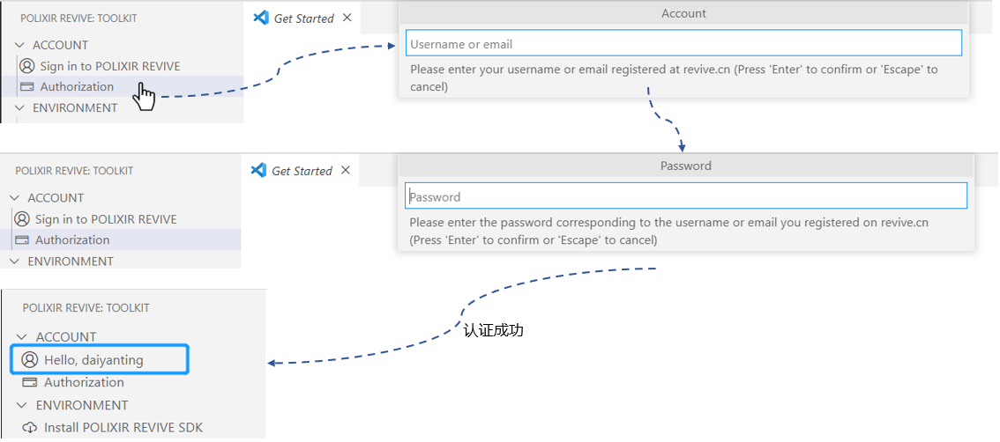 POLIXIR REVIVE: TOOLKIT
ACCOUNT
Sign in to POLIXIR REVIVE
Authorization
ENVIRONMENT
Get Started
Account
Username or email
Please enter your username or email registered at revive.cn (Press 'Enter' to confirm or 'Escape' to
cancel)
POLIXIR REVIVE: TOOLKIT
ACCOUNT
Sign in to POLIXIR REVIVE
Authorization
ENVIRONMENT
Get Started
Password
Password
Please enter the password corresponding to the username or email you registered on revive.cn
(Press 'Enter' to confirm or 'Escape' to cancel)
认证成功
POLIXIR REVIVE: TOOLKIT
ACCOUNT
Hello, daiyanting
Authorization
ENVIRONMENT
Install POLIXIR REVIVE SDK